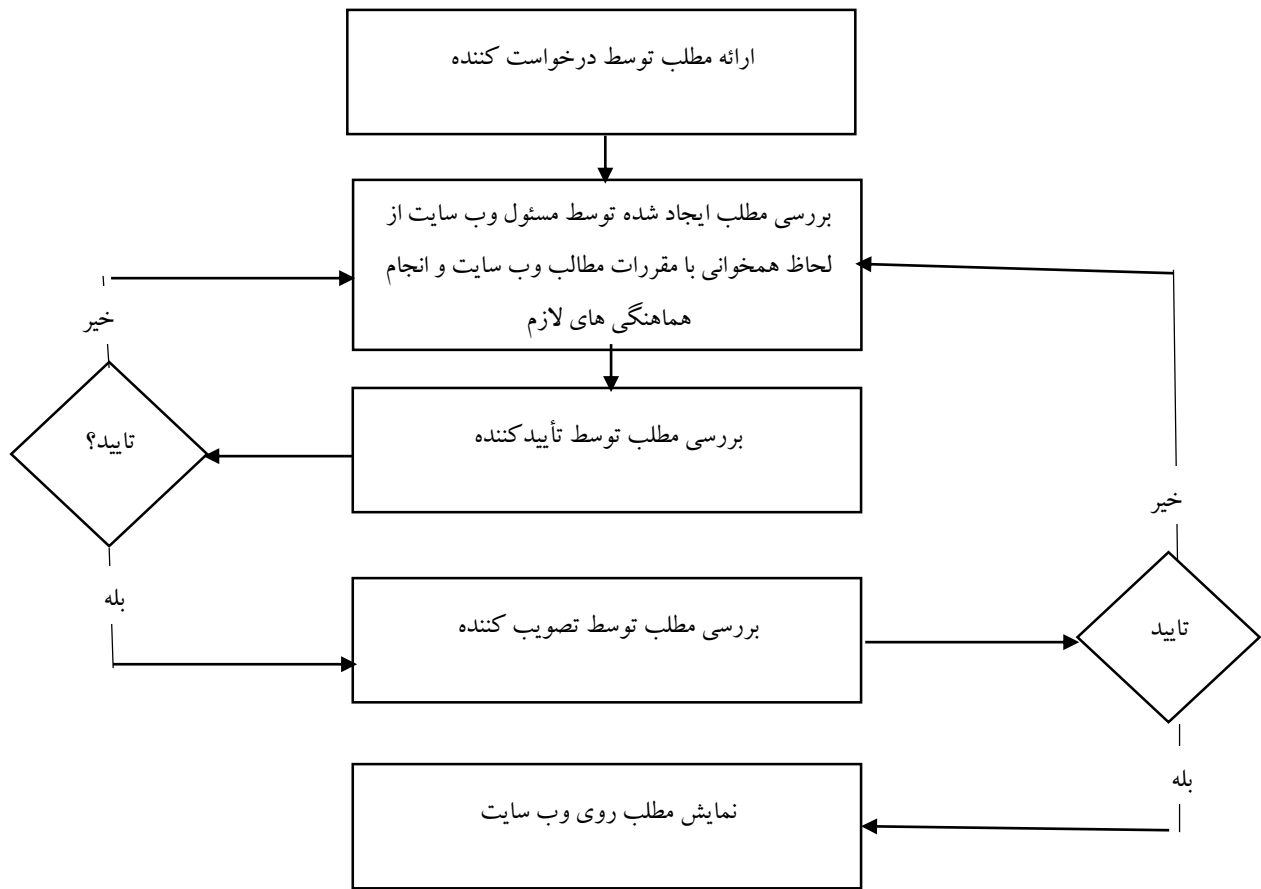 ارائه مطلب توسط درخواست کننده
بررسی مطلب ایجاد شده توسط مسئول وب سایت از
لحاظ همخوانی با مقررات مطالب وب سایت و انجام
هماهنگی های لازم
خیر
تایید؟
بررسی مطلب توسط تأییدکننده
خیر
بله
بررسی مطلب توسط تصویب کننده
تایید
بله
نمایش مطلب روی وب سایت